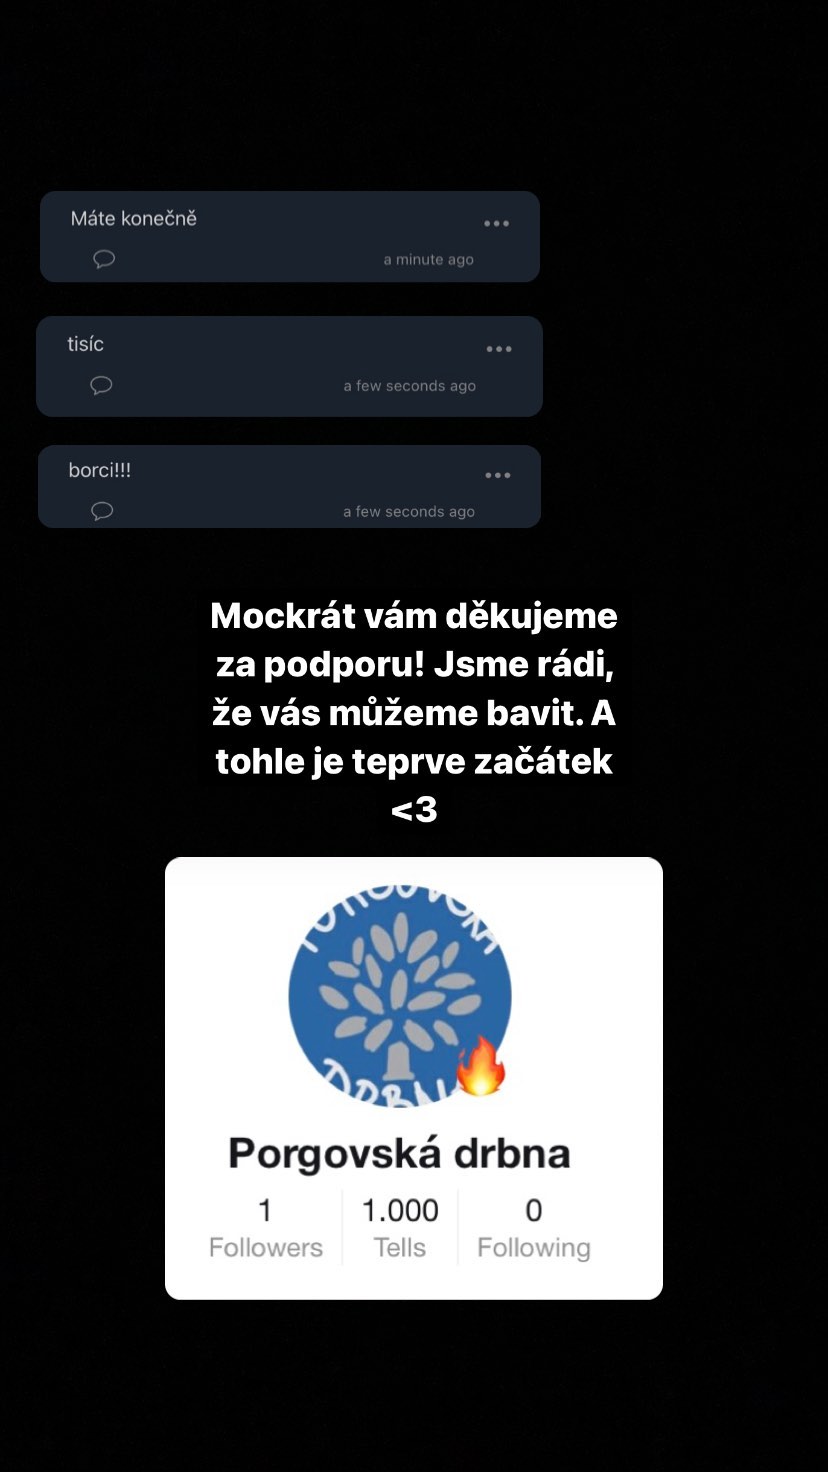 Máte konečně
a minute ago
tisíc
a few seconds ago
borci!!!
a few seconds ago
Mockrát vám děkujeme
za podporu! Jsme rádi,
že vás můžeme bavit. A
tohle je teprve začátek
<3
Porgovská drbna
1 1.000 0
Followers Tells Following